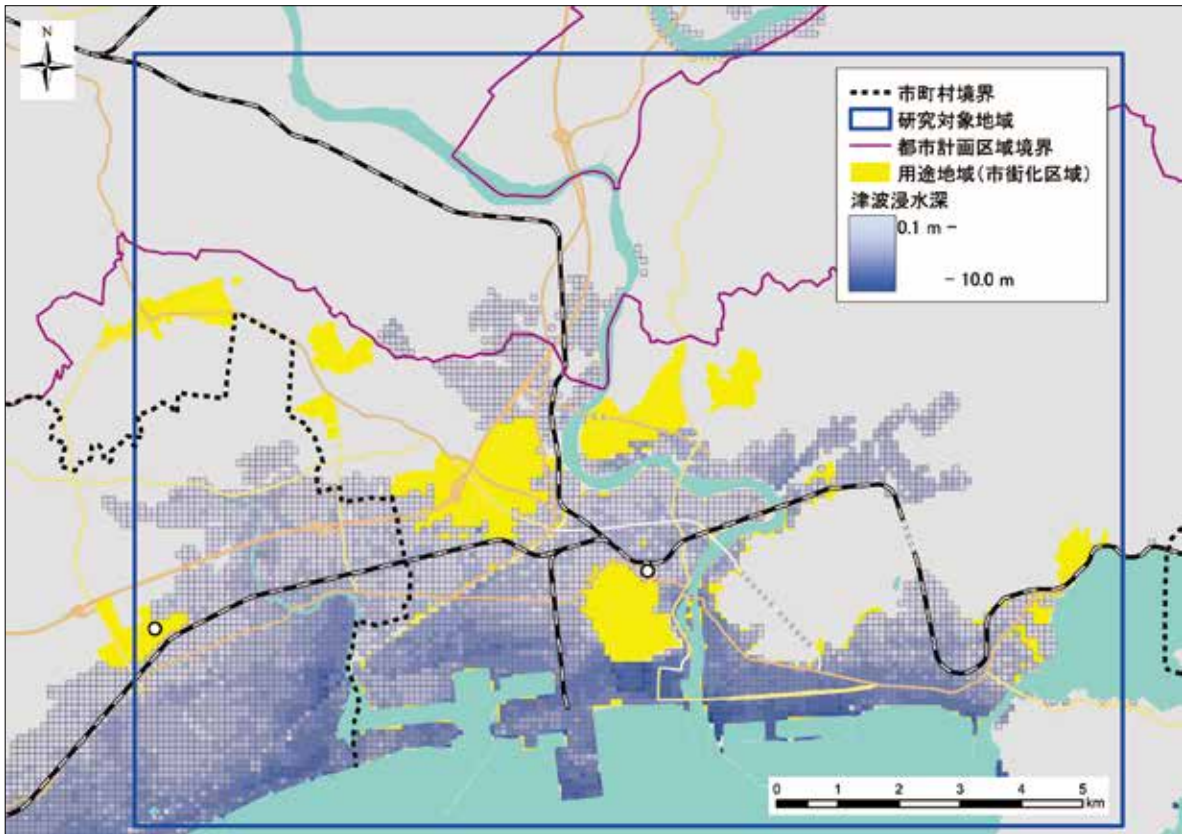 N
市町村境界
研究対象地域
都市計画区域境界
用途地域(市街化区域)
津波浸水深
0.1 m -
- 10.0 m
0 1 2 3 4 5
km